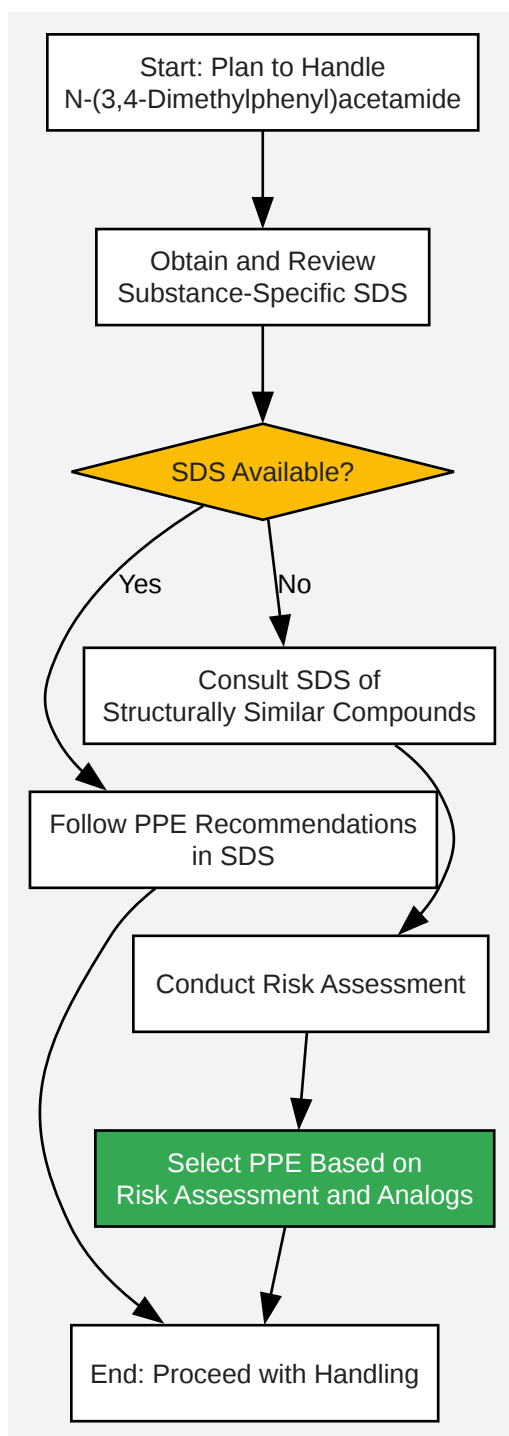 Start: Plan to Handle
N-(3,4-Dimethylphenyl)acetamide
Obtain and Review
Substance-Specific SDS
SDS Available?
Yes
No
Consult SDS of
Structurally Similar Compounds
Follow PPE Recommendations
in SDS
Conduct Risk Assessment
Select PPE Based on
Risk Assessment and Analogs
End: Proceed with Handling